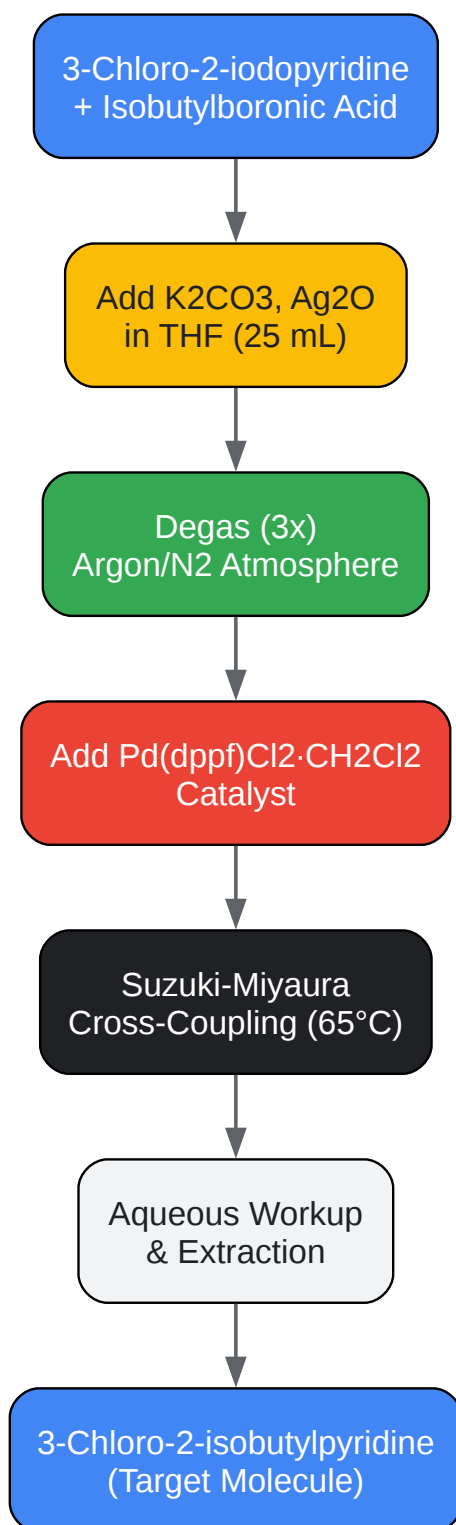 3-Chloro-2-iodopyridine
+ Isobutylboronic Acid
Add K2CO3, Ag2O
in THF (25 mL)
Degas (3x)
Argon/N2 Atmosphere
Add Pd(dppf)Cl2·CH2Cl2
Catalyst
Suzuki-Miyaura
Cross-Coupling (65°C)
Aqueous Workup
& Extraction
3-Chloro-2-isobutylpyridine
(Target Molecule)